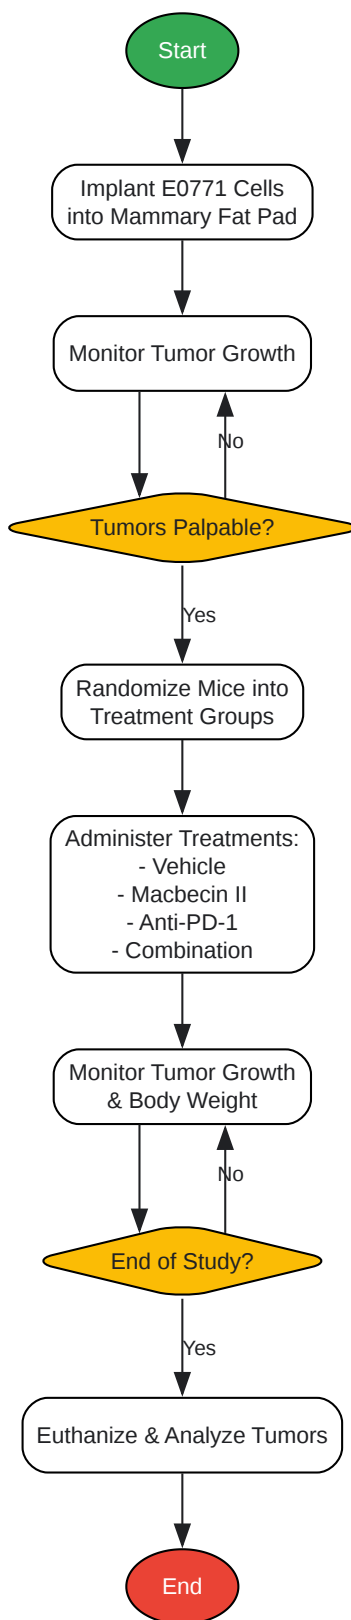 Start
Implant E0771 Cells
into Mammary Fat Pad
Monitor Tumor Growth
No
Tumors Palpable?
Yes
Randomize Mice into
Treatment Groups
Administer Treatments:
- Vehicle
- Macbecin II
- Anti-PD-1
- Combination
Monitor Tumor Growth
& Body Weight
No
End of Study?
Yes
Euthanize & Analyze Tumors
End